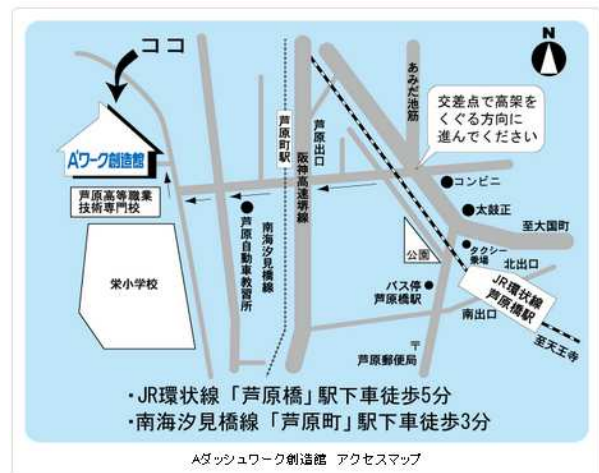 ココ
N
A'ワーク創造館
芦原高等職業
技術専門校
栄小学校
芦原町駅
芦原出口
阪神高速堺線
南海汐見橋線
芦原自動車教習所
あみだ池筋
交差点で高架を
くぐる方向に
進んでください
コンビニ
太鼓正
至大国町
タクシー
乗場
北出口
公園
バス停
芦原橋駅
JR環状線
芦原橋駅
南出口
至天王寺
〒
芦原郵便局
・JR環状線「芦原橋」駅下車徒歩5分
・南海汐見橋線「芦原町」駅下車徒歩3分
Aダッシュワーク創造館 アクセスマップ